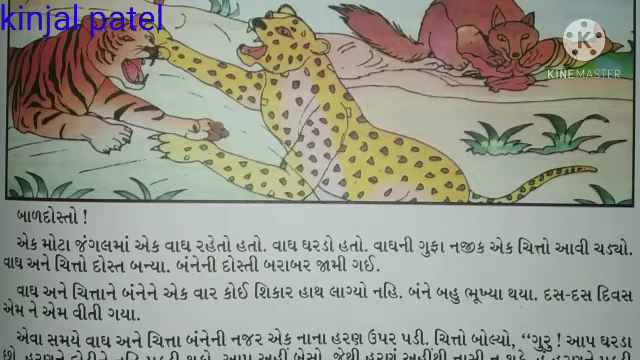 kinjal patel
KINEMASTER
બાળદોસ્તો !
એક મોટા જંગલમાં એક વાઘ રહેતો હતો. વાઘ ઘરડો હતો. વાઘની ગુફા નજીક એક ચિત્તો આવી ચડ્યો.
વાઘ અને ચિત્તો દોસ્ત બન્યા. બંનેની દોસ્તી બરાબર જામી ગઈ.
વાઘ અને ચિત્તાને બંનેને એક વાર કોઈ શિકાર હાથ લાગ્યો નહિ. બંને બહુ ભૂખ્યા થયા. દસ-દસ દિવસ
એમ ને એમ વીતી ગયા.
એવા સમયે વાઘ અને ચિત્તા બંનેની નજર એક નાના હરણ ઉપર પડી. ચિત્તો બોલ્યો, “ગુરુ ! આપ ઘરડા